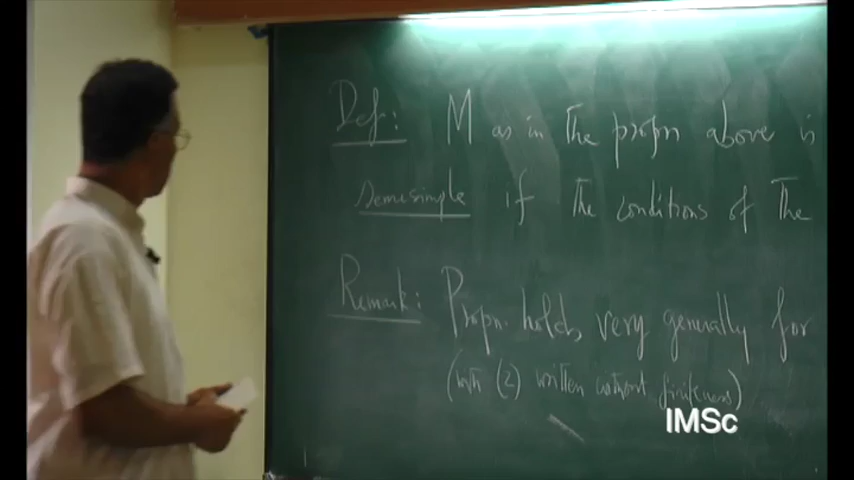 Def: M as in the propn above is
semisimple if the conditions of the
Remark: Propn. holds very generally for
(with (2) written without finiteness)
IMSc